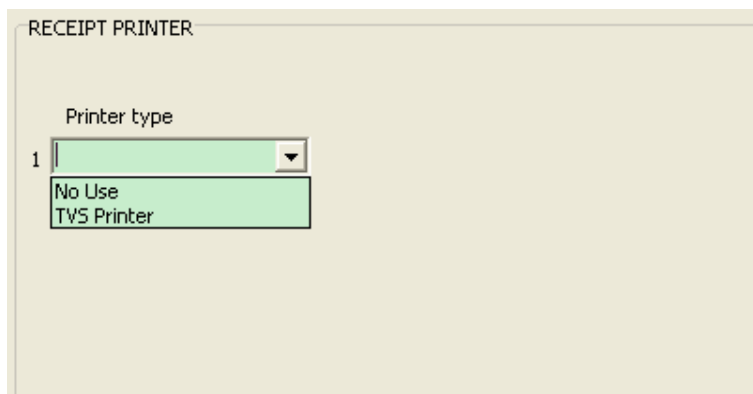 RECEIPT PRINTER
Printer type
1
No Use
TVS Printer